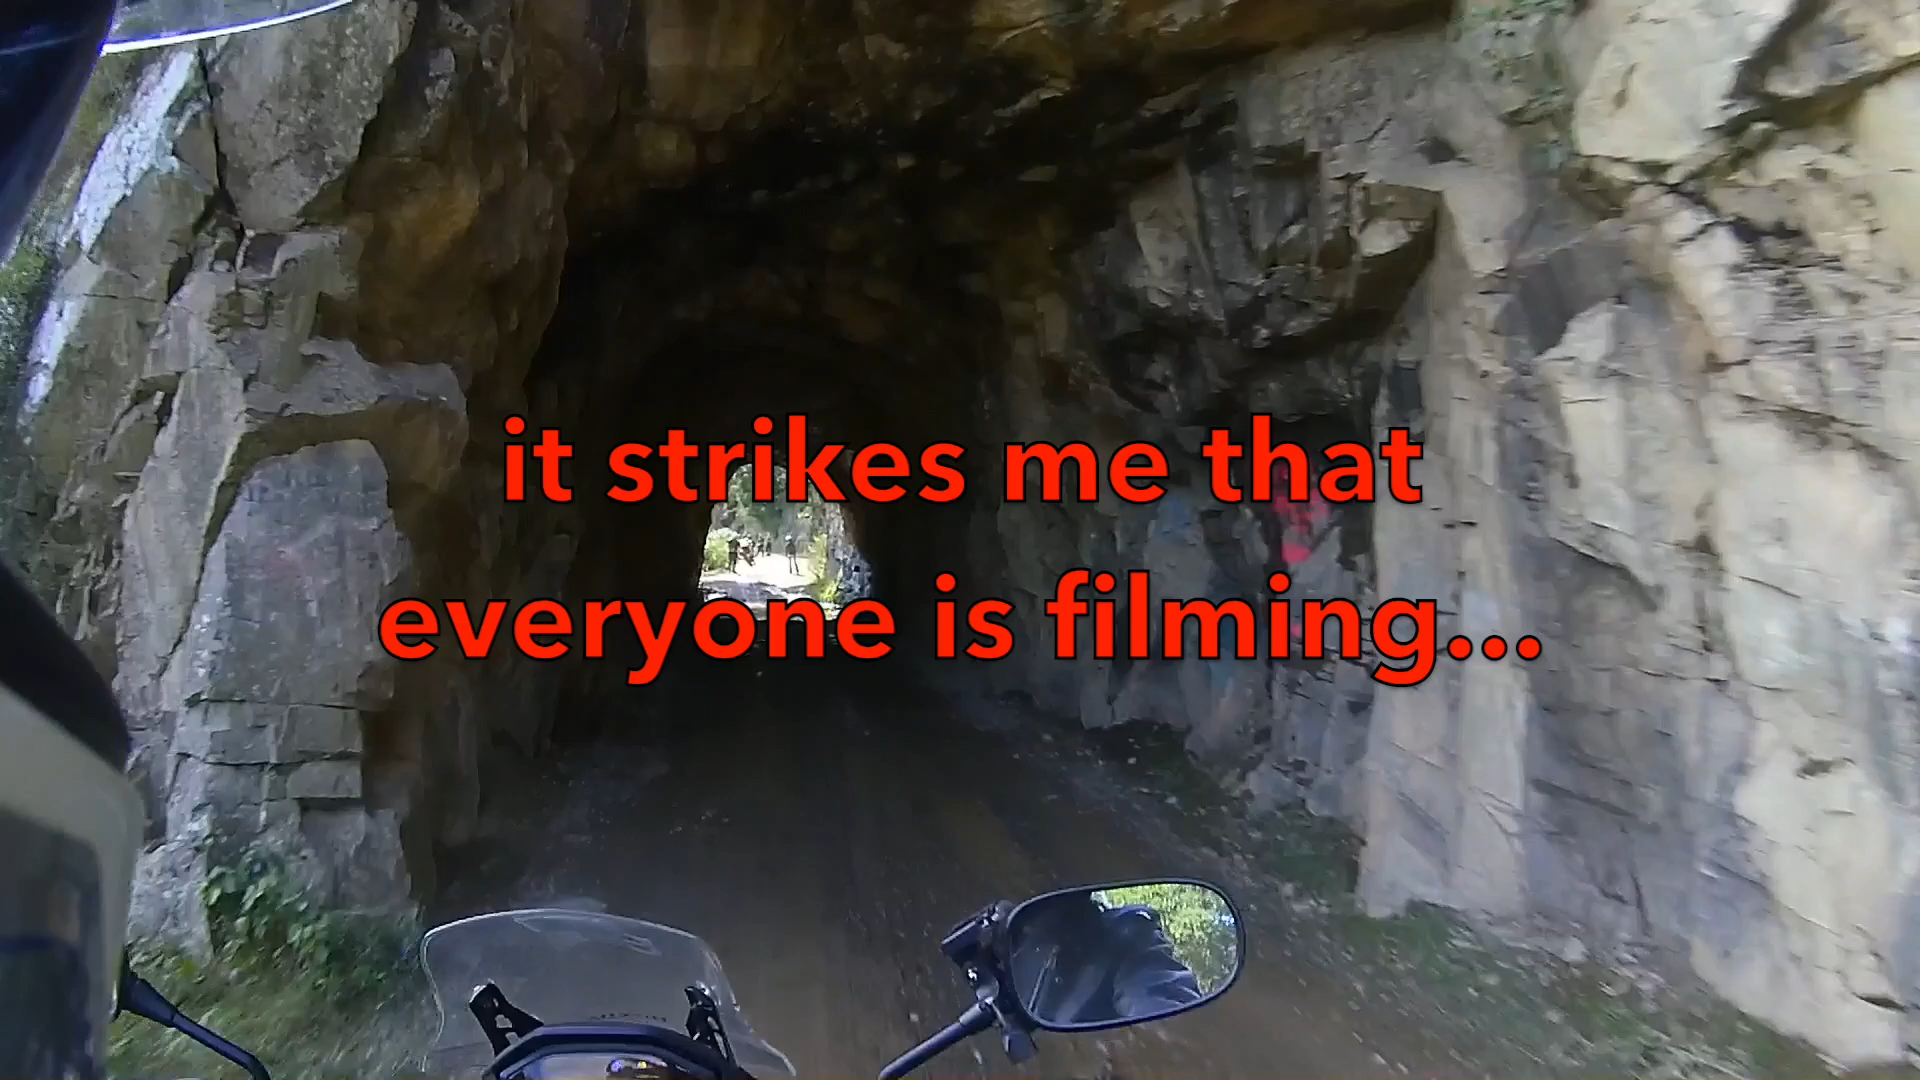 it strikes me that
everyone is filming...